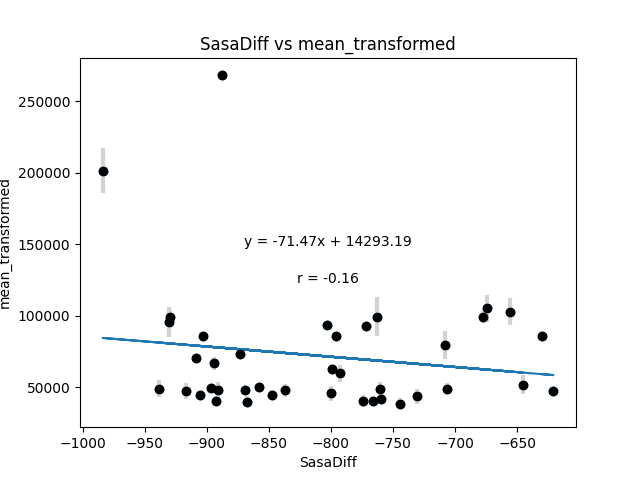 SasaDiff vs mean_transformed
250000
200000
150000
100000
50000
mean_transformed
y = -71.47x + 14293.19
r = -0.16
−1000 −950 −900 −850 −800 −750 −700 −650
SasaDiff